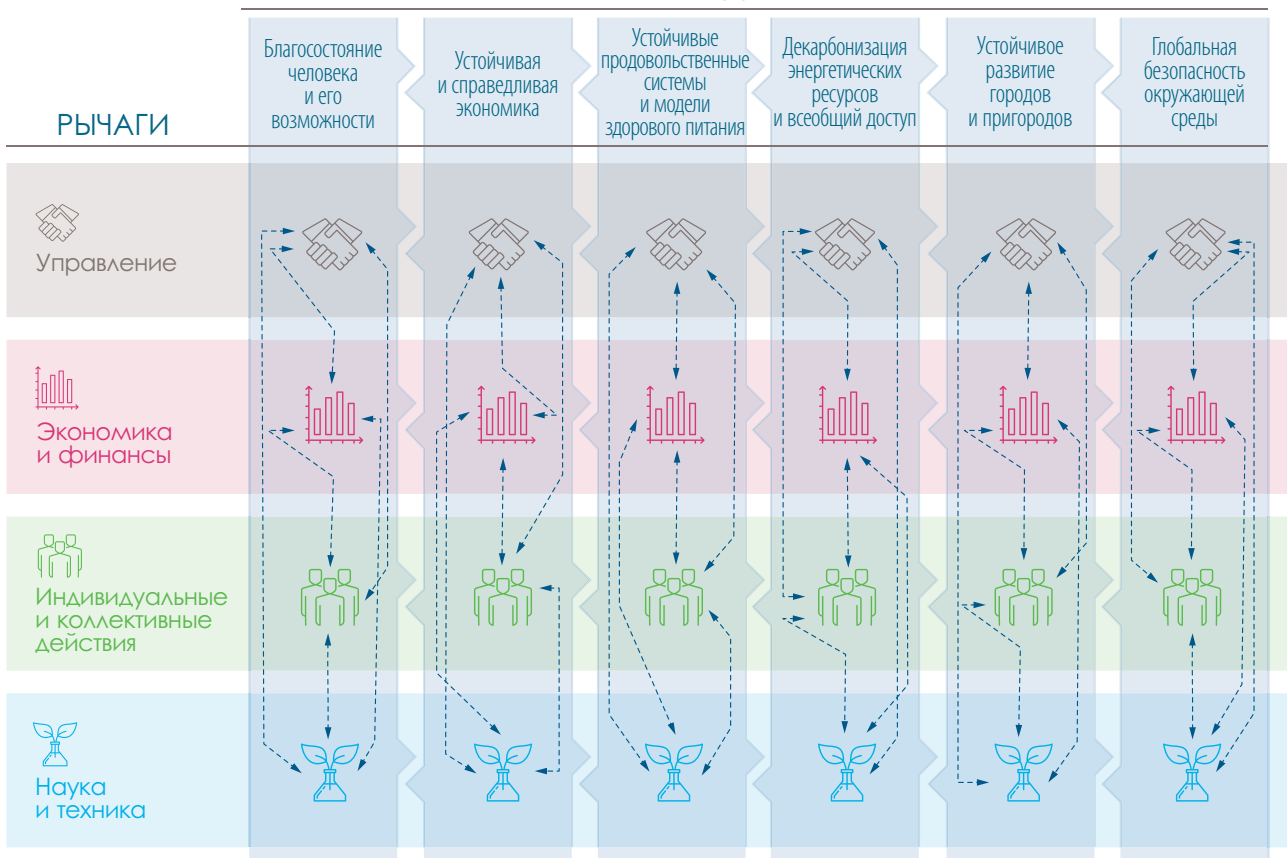 Благосостояние
человека
и его
возможности
Устойчивая
и справедливая
экономика
Устойчивые
продовольственные
системы
и модели
здорового питания
Декарбонизация
энергетических
ресурсов
и всеобщий доступ
Устойчивое
развитие
городов
и пригородов
Глобальная
безопасность
окружающей
среды
РЫЧАГИ
Управление
Экономика
и финансы
Индивидуальные
и коллективные
действия
Наука
и техника